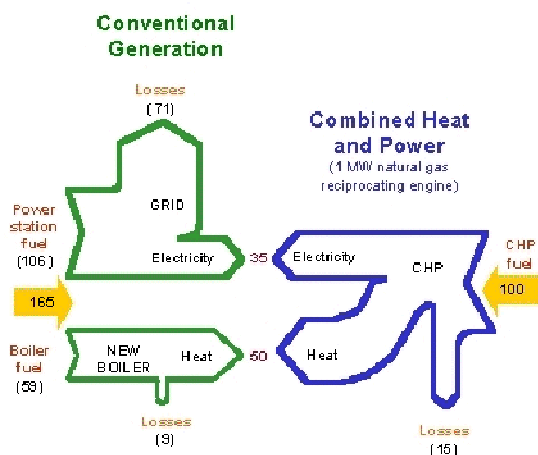 Conventional
Generation
Losses
(71)
Combined Heat
and Power
(1 MW natural gas
reciprocating engine)
GRID
Power
station
fuel
(106)
Electricity
35
Electricity
CHP
CHP
fuel
100
165
Boiler
fuel
(59)
NEW
BOILER
Heat
50
Heat
Losses
(9)
Losses
(15)